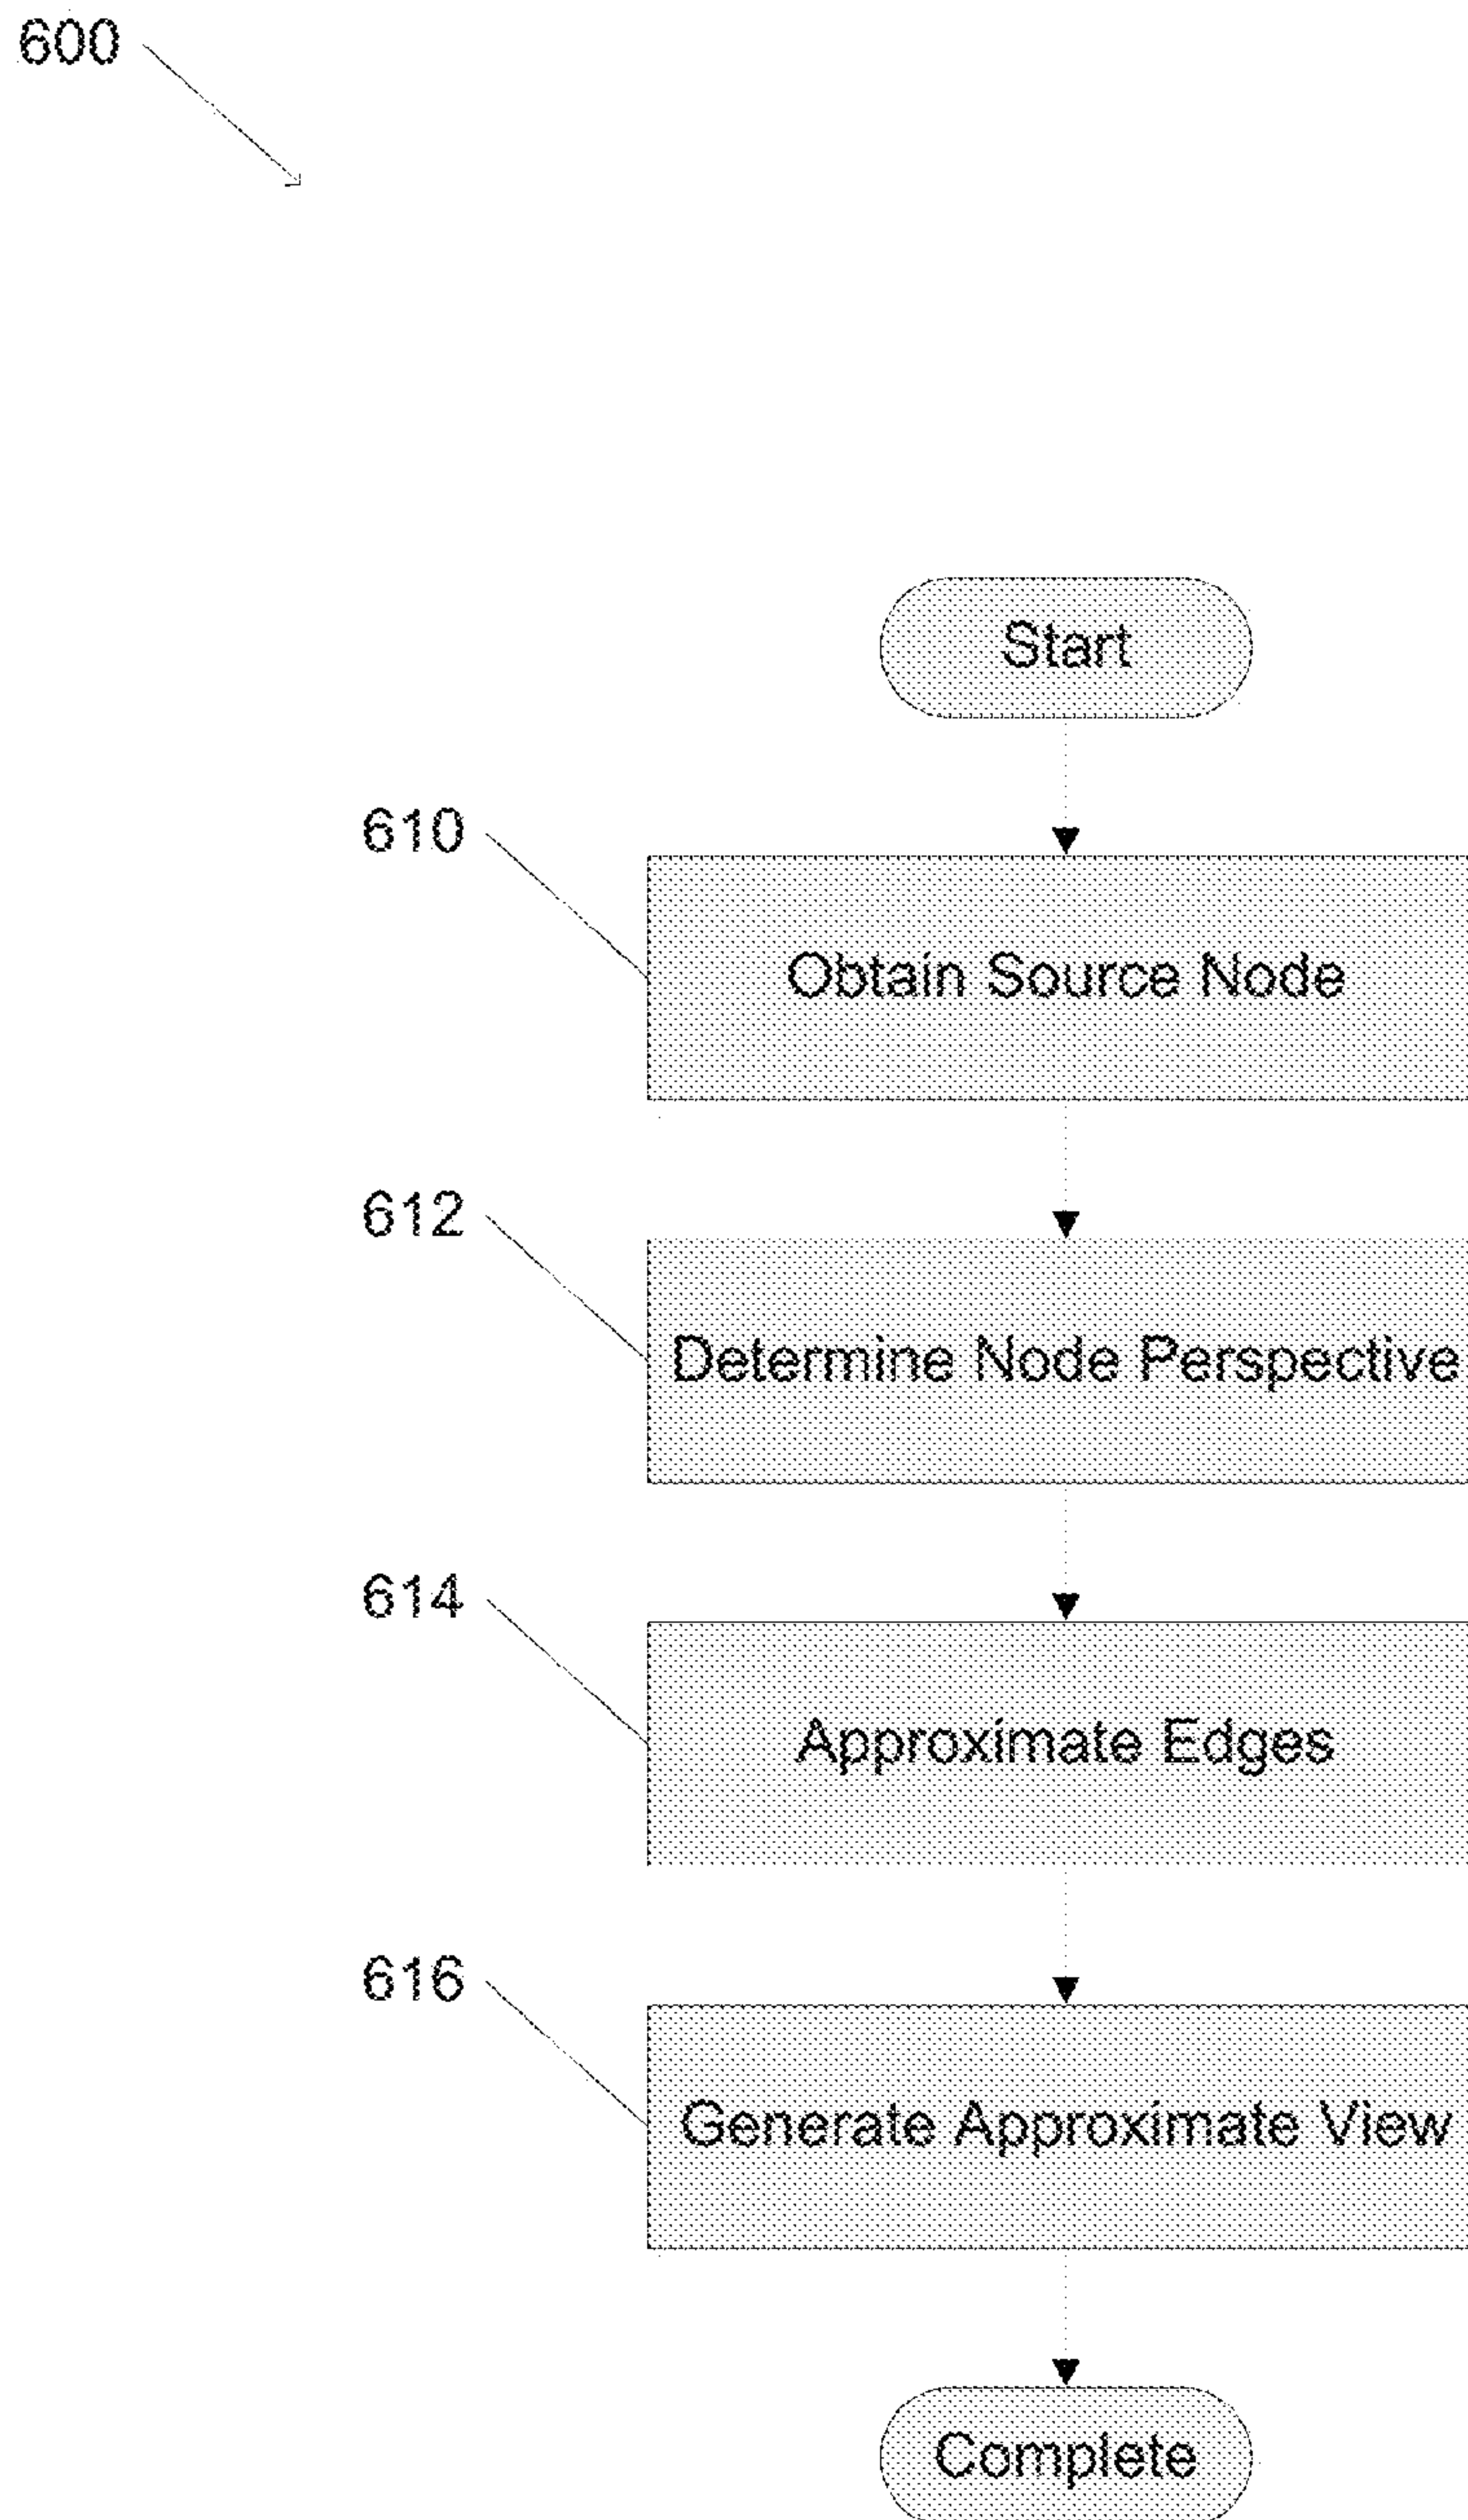 600
Start
610
Obtain Source Node
612
Determine Node Perspective
614
Approximate Edges
616
Generate Approximate View
Complete